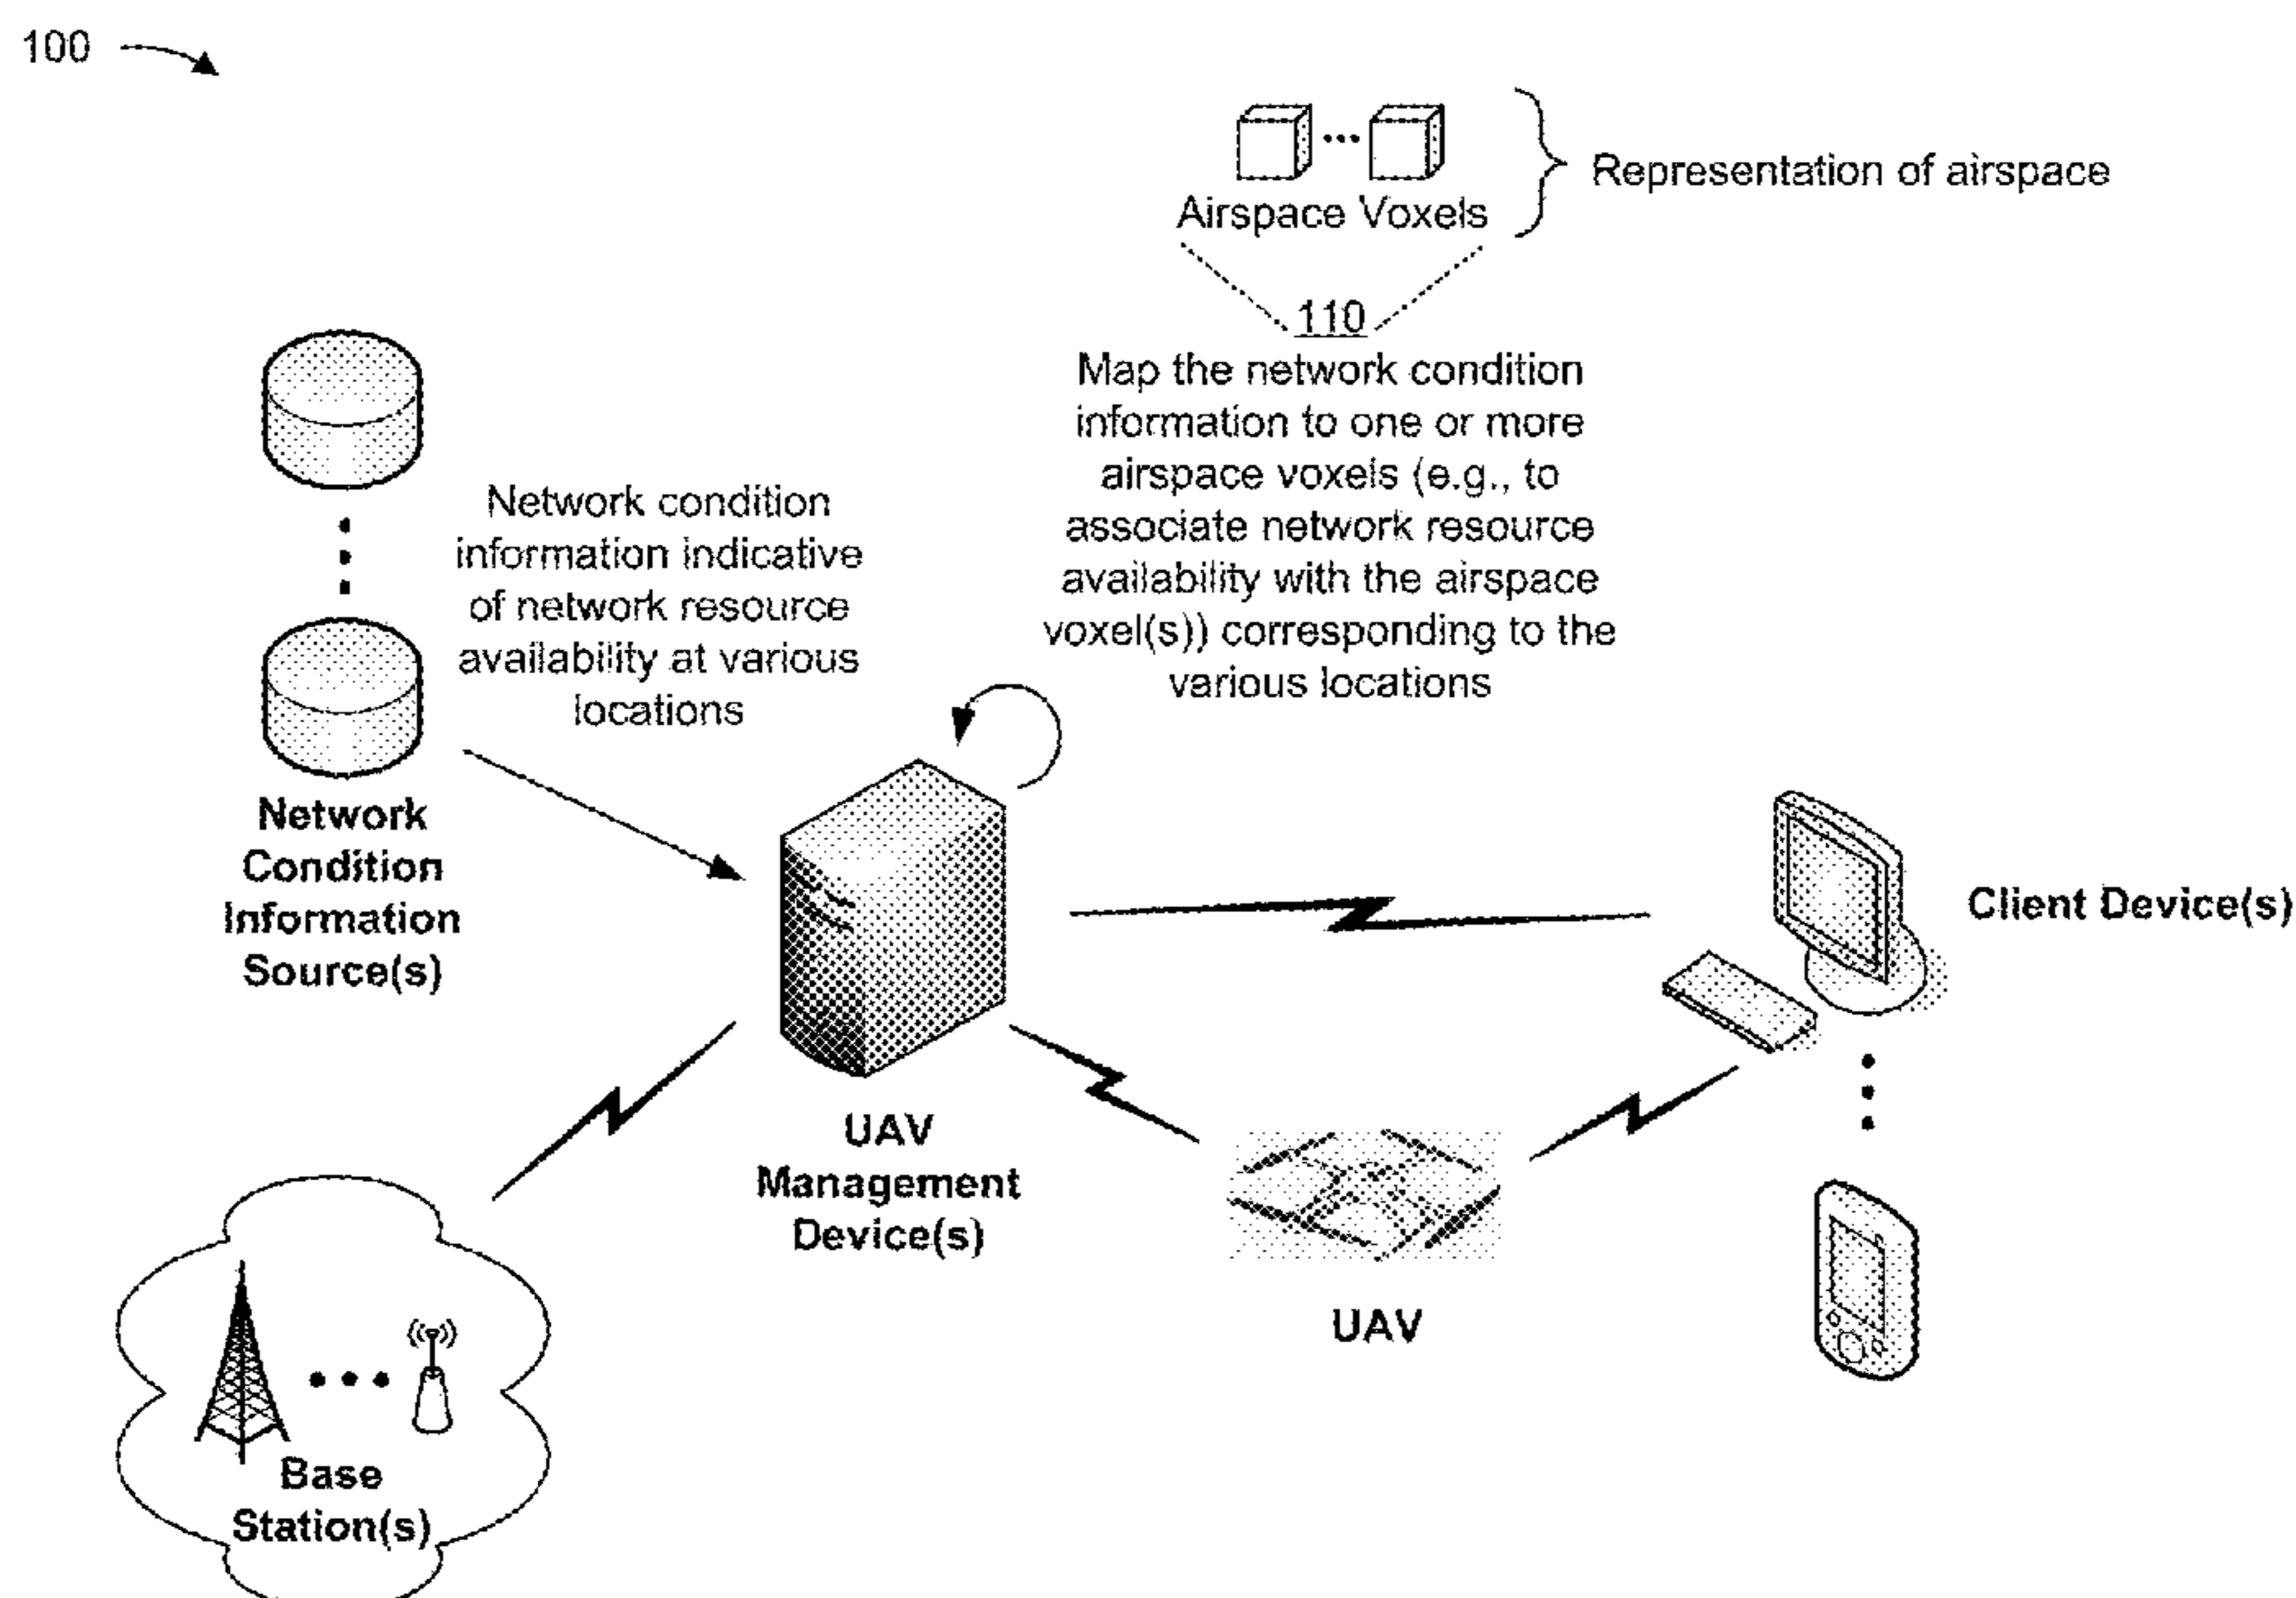 100
Airspace Voxels
Representation of airspace
110
Map the network condition
information to one or more
airspace voxels (e.g., to
associate network resource
availability with the airspace
voxel(s)) corresponding to the
various locations
Network condition
information indicative
of network resource
availability at various
locations
Network
Condition
Information
Source(s)
Client Device(s)
UAV
Management
Device(s)
UAV
Base
Station(s)